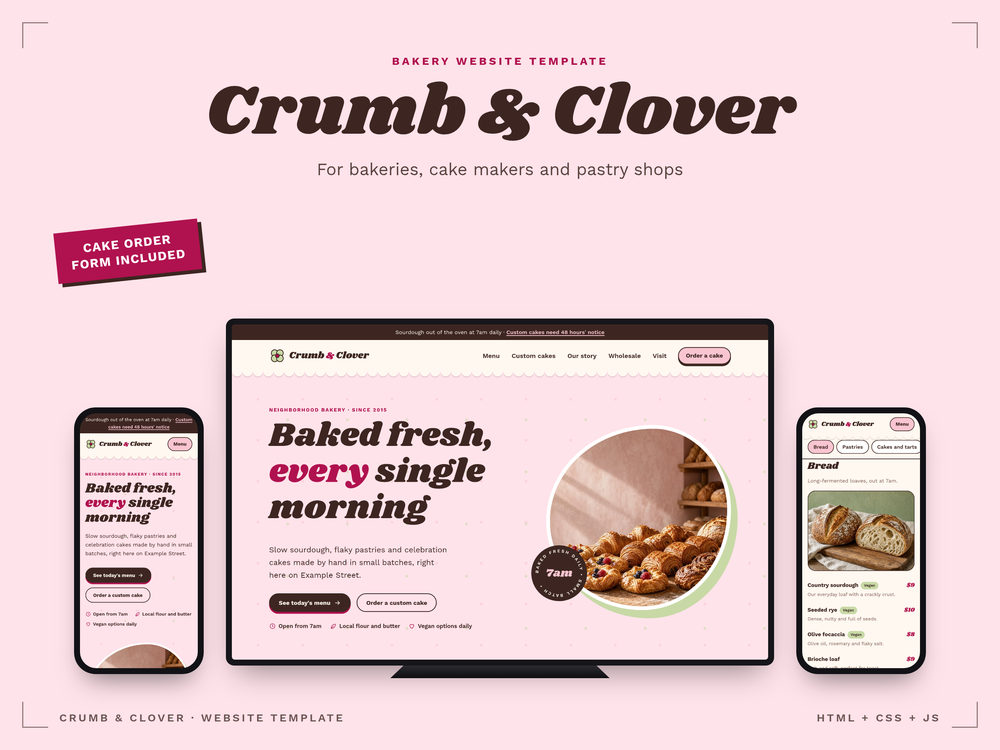 BAKERY WEBSITE TEMPLATE
Crumb & Clover
For bakeries, cake makers and pastry shops
CAKE ORDER
FORM INCLUDED
Sourdough out of the oven at 7am daily · Custom cakes need 48 hours' notice
Crumb & Clover
Menu
Custom cakes
Our story
Wholesale
Visit
Order a cake
NEIGHBORHOOD BAKERY · SINCE 2015
Baked fresh,
every single
morning
Slow sourdough, flaky pastries and celebration
cakes made by hand in small batches, right
here on Example Street.
See today's menu →
Order a custom cake
Open from 7am
Local flour and butter
Vegan options daily
BAKED FRESH DAILY · SMALL BATCH ·
7am
Sourdough out of the oven at 7am daily · Custom
cakes need 48 hours' notice
Crumb & Clover
Menu
NEIGHBORHOOD BAKERY · SINCE 2015
Baked fresh,
every single
morning
Slow sourdough, flaky pastries and celebration
cakes made by hand in small batches, right
here on Example Street.
See today's menu →
Order a custom cake
Open from 7am
Local flour and butter
Vegan options daily
Crumb & Clover
Menu
Bread
Pastries
Cakes and tarts
Bread
Long-fermented loaves, out at 7am.
Country sourdough Vegan $9
Our everyday loaf with a crackly crust.
Seeded rye Vegan $10
Dense, nutty and full of seeds.
Olive focaccia Vegan $8
Olive oil, rosemary and flaky salt.
Brioche loaf $9
CRUMB & CLOVER · WEBSITE TEMPLATE
HTML + CSS + JS